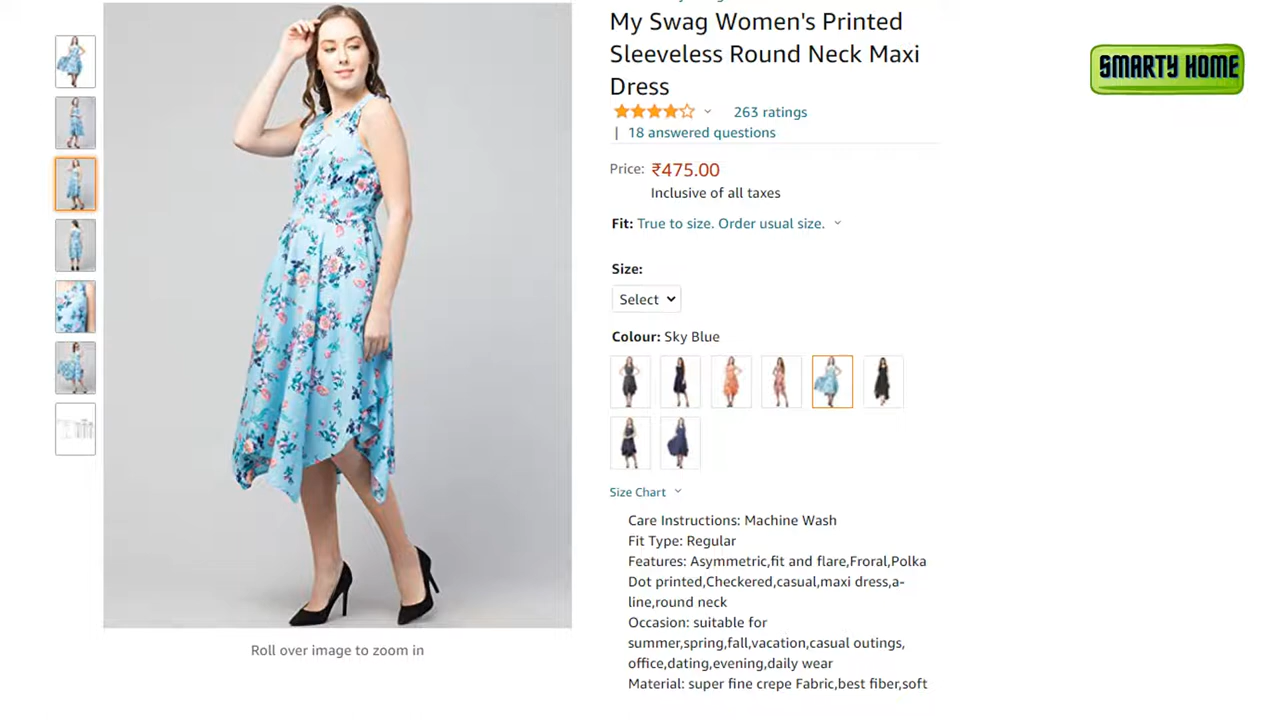 My Swag Women's Printed
Sleeveless Round Neck Maxi
Dress
263 ratings
| 18 answered questions
Price: ₹475.00
Inclusive of all taxes
Fit: True to size. Order usual size.
Size:
Select
Colour: Sky Blue
Size Chart
Care Instructions: Machine Wash
Fit Type: Regular
Features: Asymmetric,fit and flare,Froral,Polka
Dot printed,Checkered,casual,maxi dress,a-
line,round neck
Occasion: suitable for
summer,spring,fall,vacation,casual outings,
office,dating,evening,daily wear
Material: super fine crepe Fabric,best fiber,soft
Roll over image to zoom in
SMARTY HOME